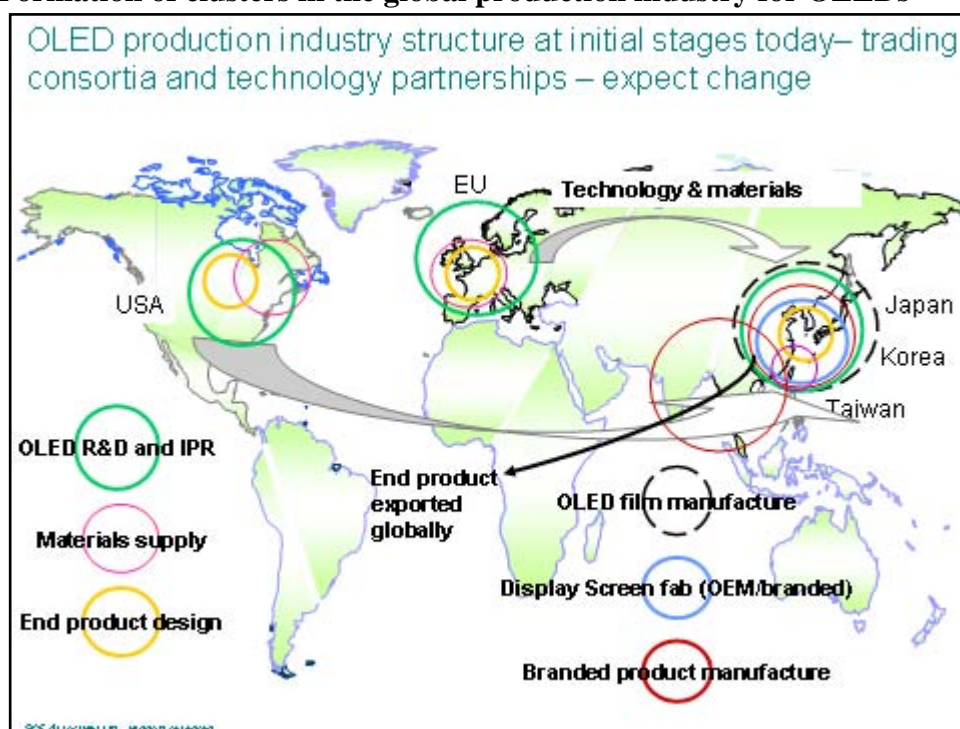 Formation of clusters in the global production industry for OLEDs
OLED production industry structure at initial stages today– trading
consortia and technology partnerships – expect change
EU
Technology & materials
USA
Japan
Korea
Taiwan
OLED R&D and IPR
End product
exported
globally
OLED film manufacture
Materials supply
Display Screen fab (OEM/branded)
End product design
Branded product manufacture